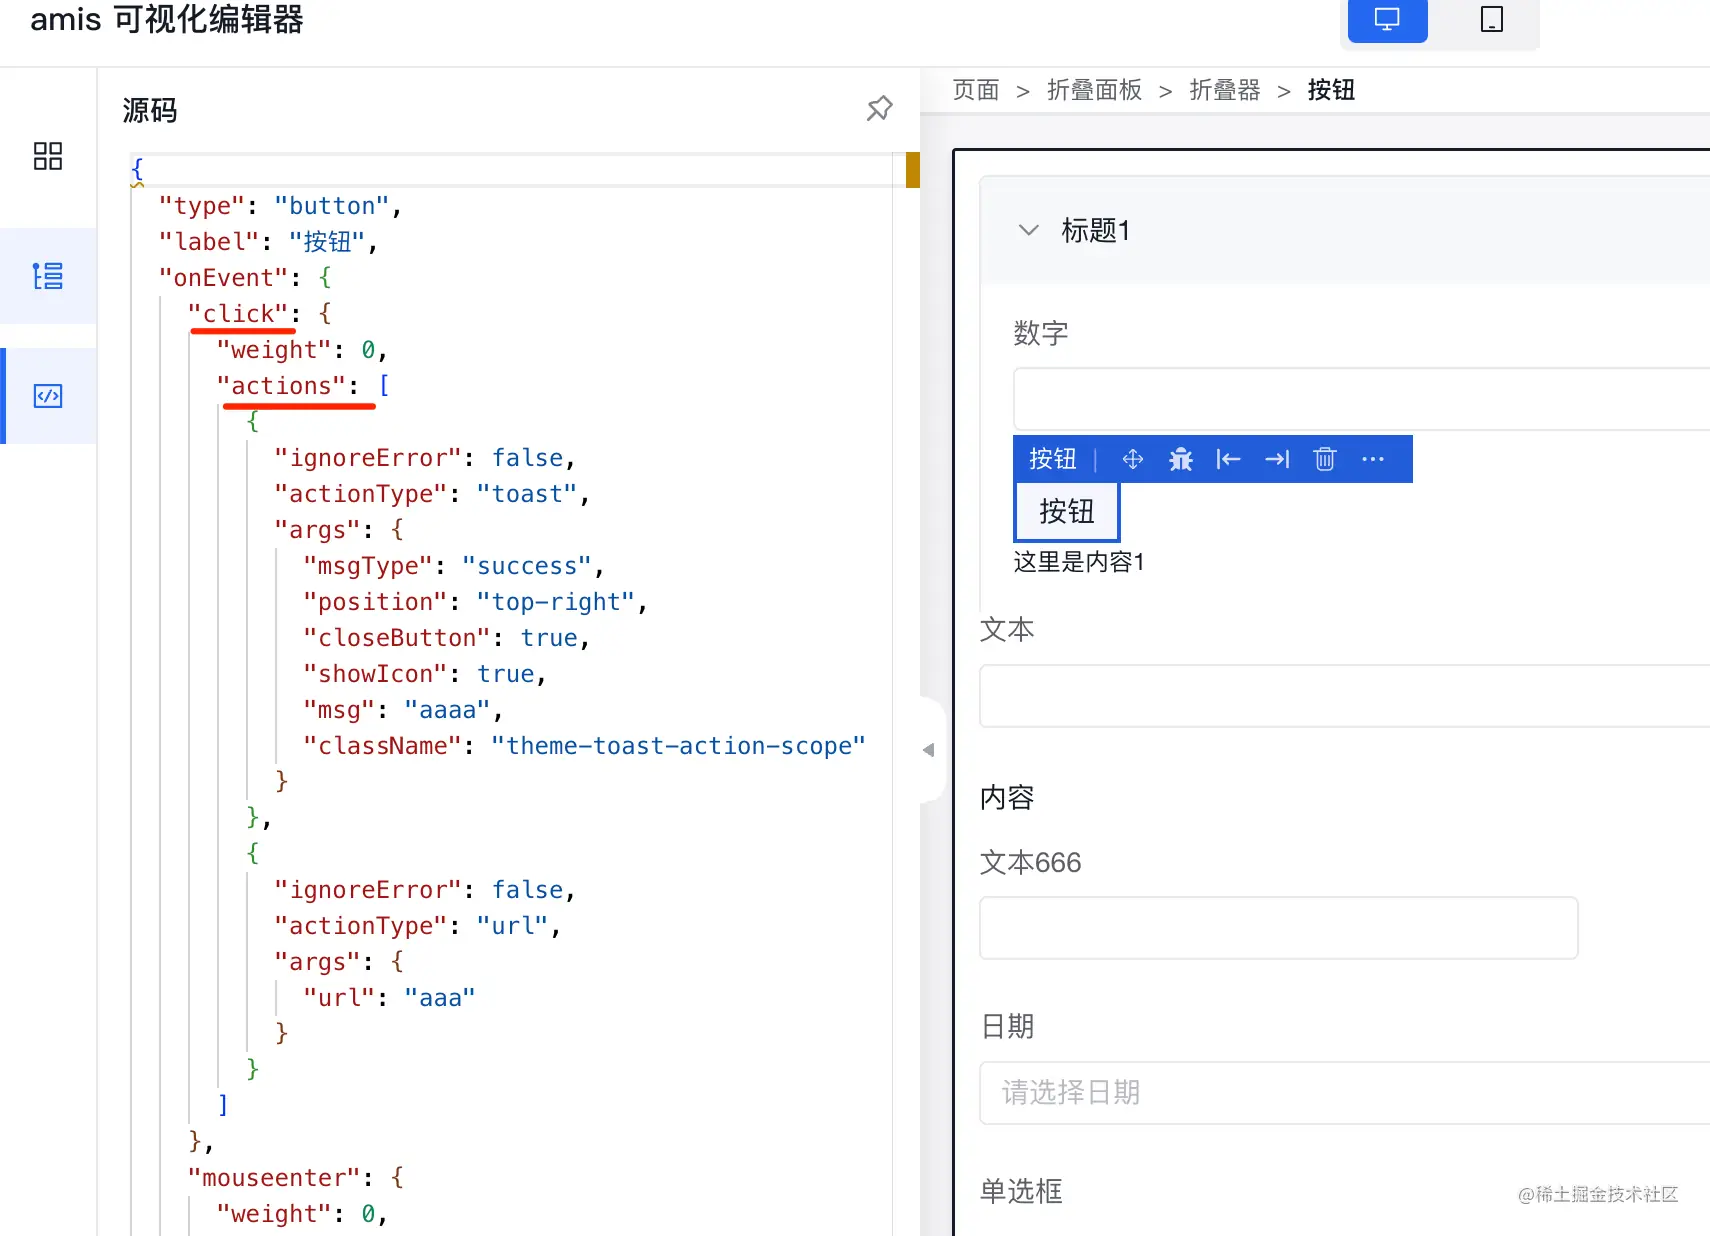 amis 可视化编辑器
源码
{
"type": "button",
"label": "按钮",
"onEvent": {
"click": {
"weight": 0,
"actions": [
{
"ignoreError": false,
"actionType": "toast",
"args": {
"msgType": "success",
"position": "top-right",
"closeButton": true,
"showIcon": true,
"msg": "aaaa",
"className": "theme-toast-action-scope"
}
},
{
"ignoreError": false,
"actionType": "url",
"args": {
"url": "aaa"
}
}
]
},
"mouseenter": {
"weight": 0,
页面 > 折叠面板 > 折叠器 > 按钮
标题1
数字
按钮
按钮
这里是内容1
文本
内容
文本666
日期
请选择日期
单选框
@稀土掘金技术社区